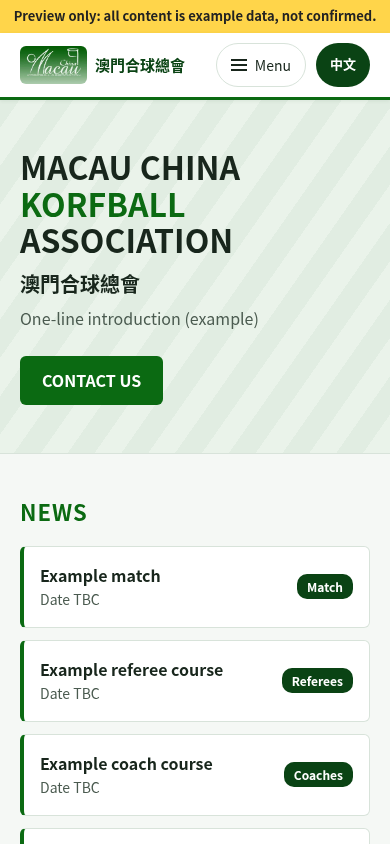 Preview only: all content is example data, not confirmed.
Macau China
澳門合球總會
Menu
中文
MACAU CHINA
KORFBALL
ASSOCIATION
澳門合球總會
One-line introduction (example)
CONTACT US
NEWS
Example match
Date TBC
Match
Example referee course
Date TBC
Referees
Example coach course
Date TBC
Coaches